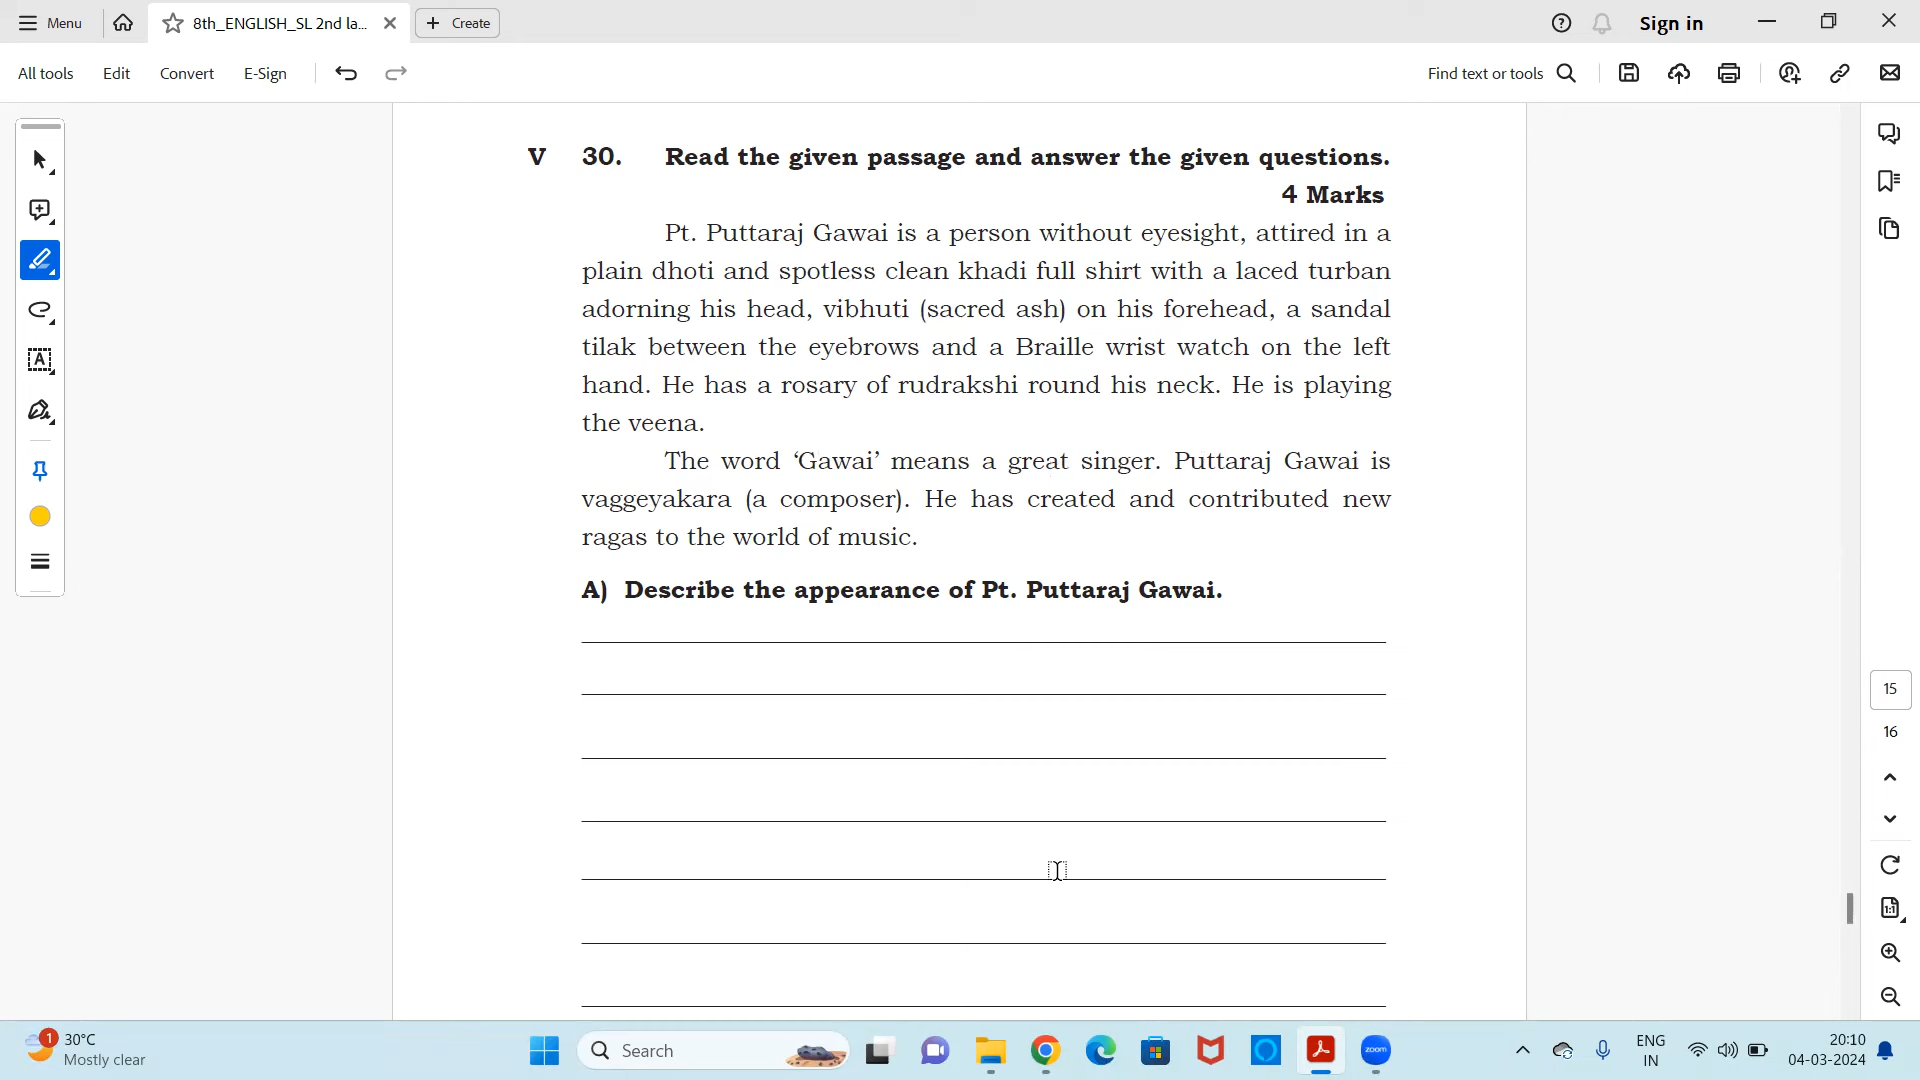 Menu
8th_ENGLISH_SL 2nd la...
Create
Sign in
All tools
Edit
Convert
E-Sign
Find text or tools
V 30. Read the given passage and answer the given questions.
4 Marks
Pt. Puttaraj Gawai is a person without eyesight, attired in a
plain dhoti and spotless clean khadi full shirt with a laced turban
adorning his head, vibhuti (sacred ash) on his forehead, a sandal
tilak between the eyebrows and a Braille wrist watch on the left
hand. He has a rosary of rudrakshi round his neck. He is playing
the veena.
The word ‘Gawai’ means a great singer. Puttaraj Gawai is
vaggeyakara (a composer). He has created and contributed new
ragas to the world of music.
A) Describe the appearance of Pt. Puttaraj Gawai.
15
16
1:1
1
30°C
Mostly clear
Search
zoom
ENG
IN
20:10
04-03-2024